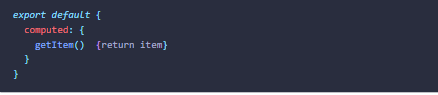 export default {
  computed: {
    getItem()  {return item}
  }
}